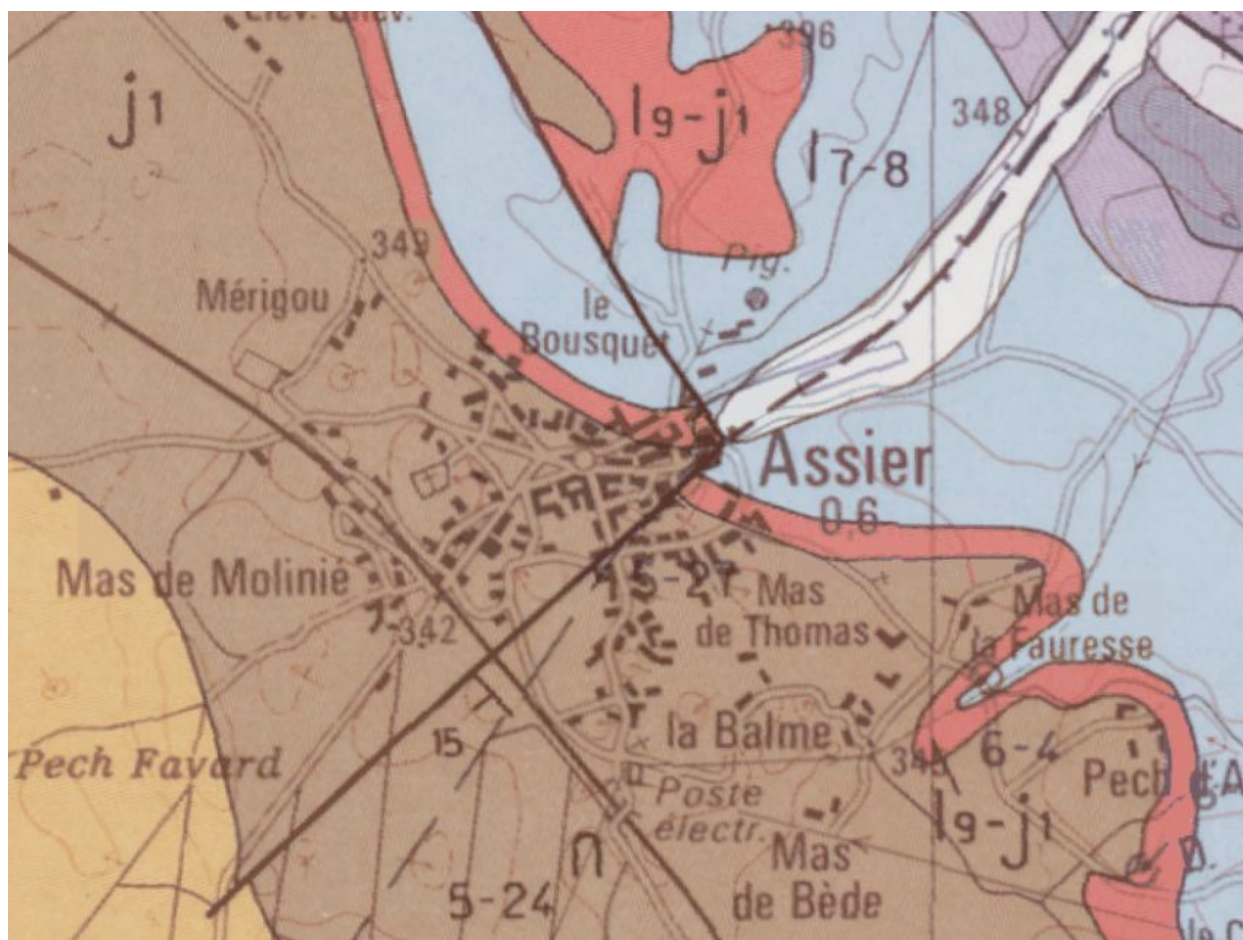 396
j1
l9-j1
348
l7-8
349
Pig.
Mérigou
le
Bousquet
Assier
0,6
Mas de Molinié
15-27
Mas
de Thomas
Mas de
la Fauresse
342
15
la Balme
345
6-4
Pech Favard
Pech d'A
Poste
électr.
l9-j1
n
Mas
de Bède
D.
5-24